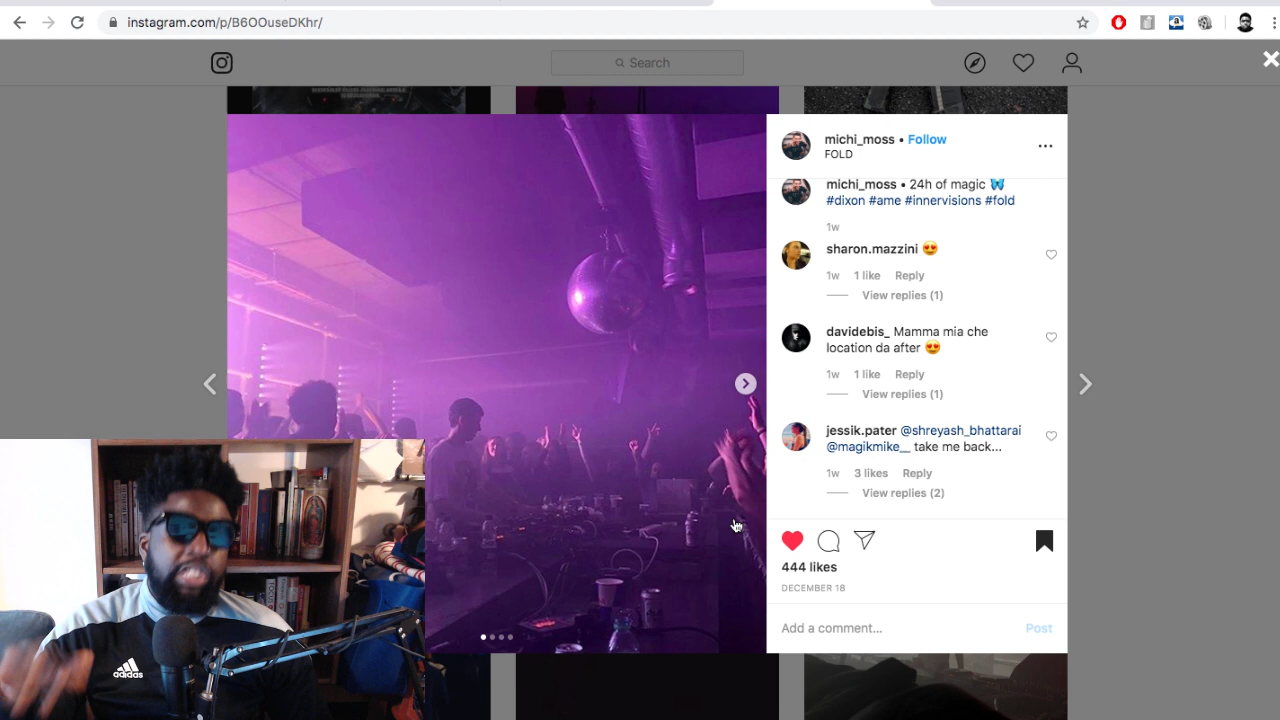 instagram.com/p/B6OOuseDKhr/
Search
michi_moss • Follow
FOLD
michi_moss • 24h of magic
#dixon #ame #innervisions #fold
1w
sharon.mazzini
1w 1 like Reply
View replies (1)
davidebis_ Mamma mia che
location da after
1w 1 like Reply
View replies (1)
jessik.pater @shreyash_bhattarai
@magikmike__ take me back...
1w 3 likes Reply
View replies (2)
444 likes
DECEMBER 18
Add a comment... Post
adidas